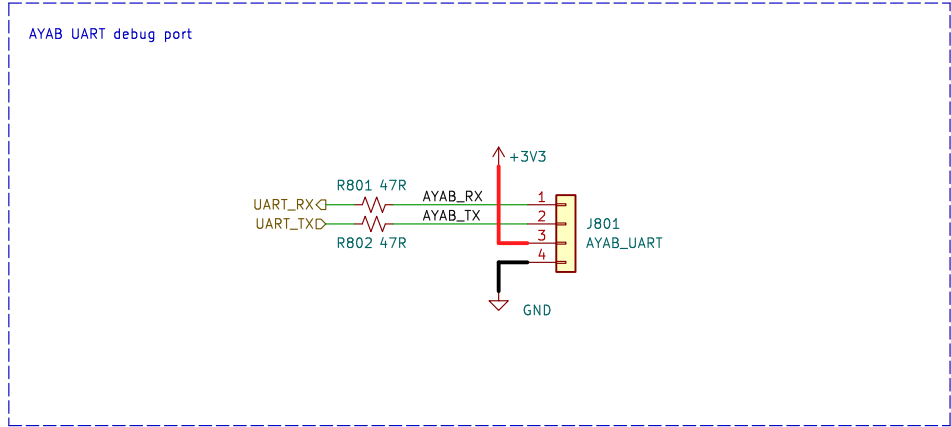 AYAB UART debug port
+3V3
R801 47R
UART_RX
AYAB_RX
1
UART_TX
AYAB_TX
2
J801
R802 47R
3
AYAB_UART
4
GND